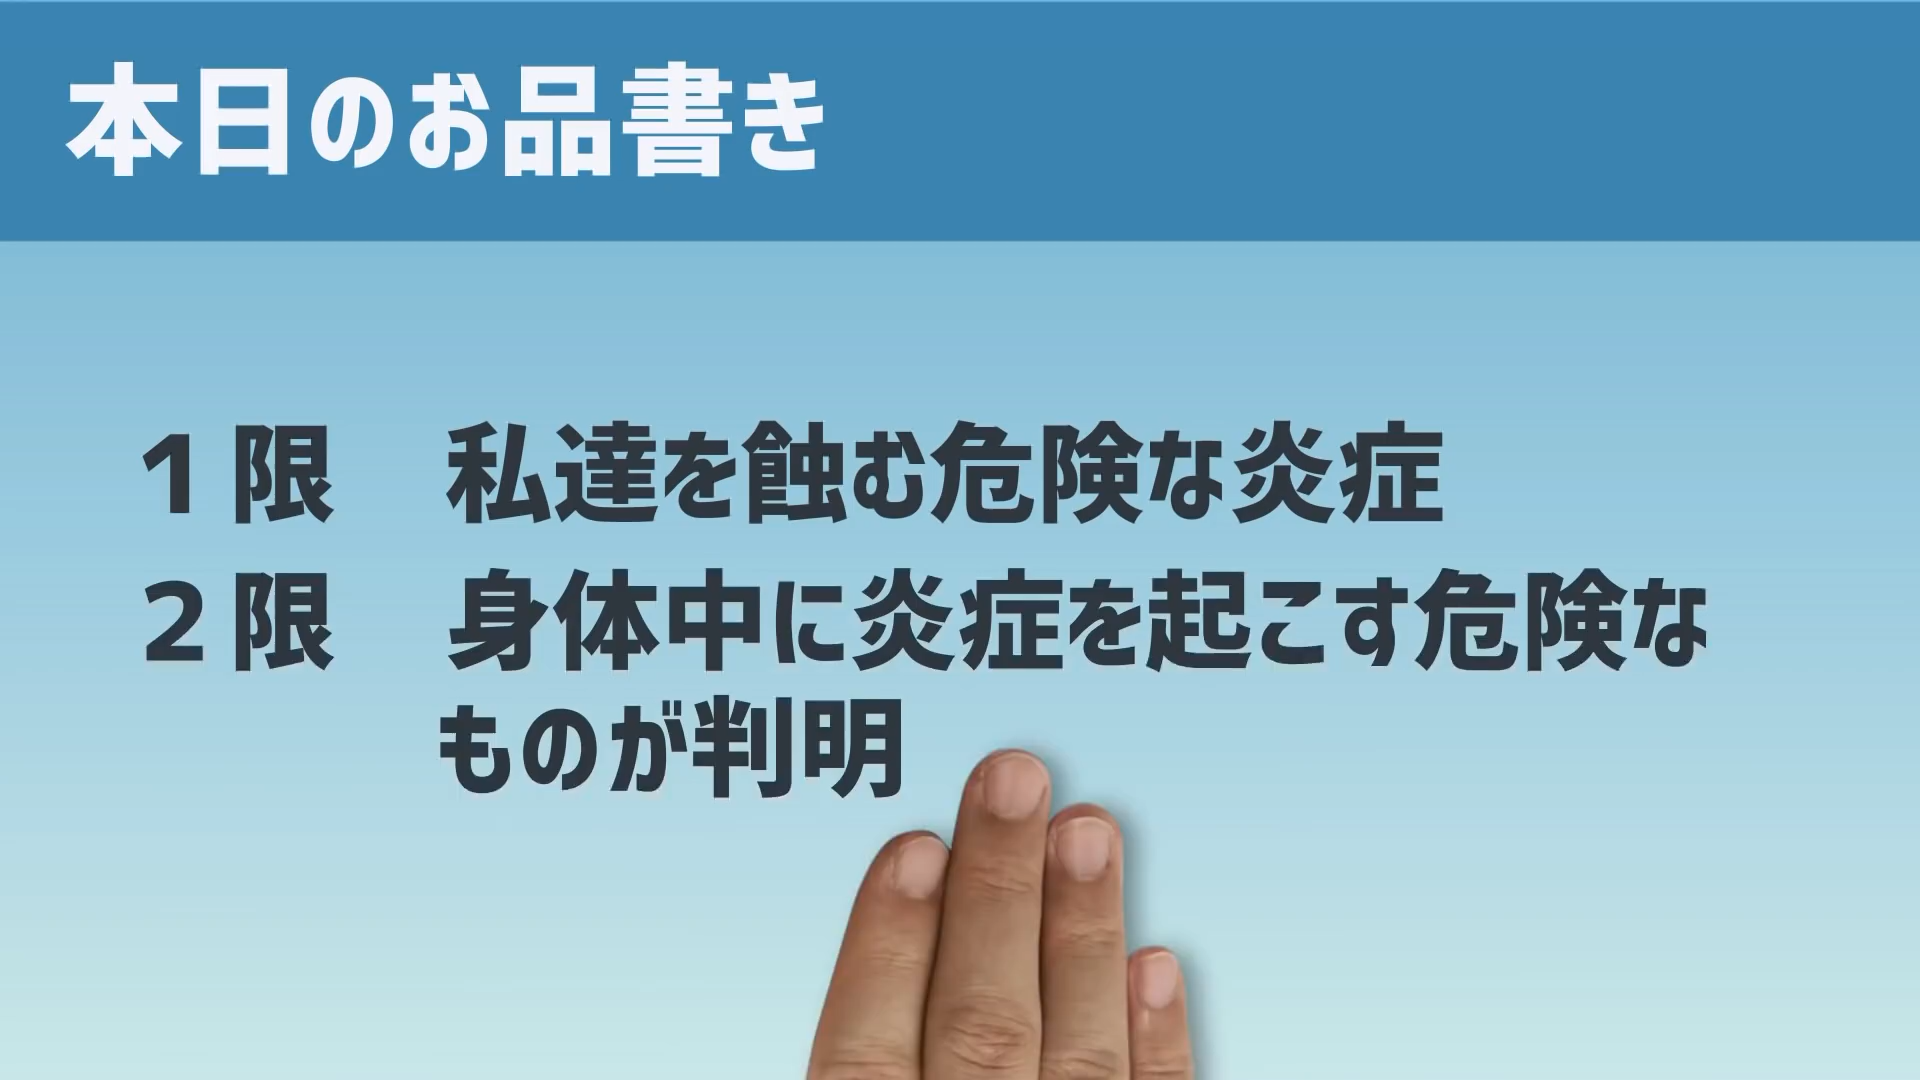 本日のお品書き
１限　私達を蝕む危険な炎症
２限　身体中に炎症を起こす危険な
ものが判明